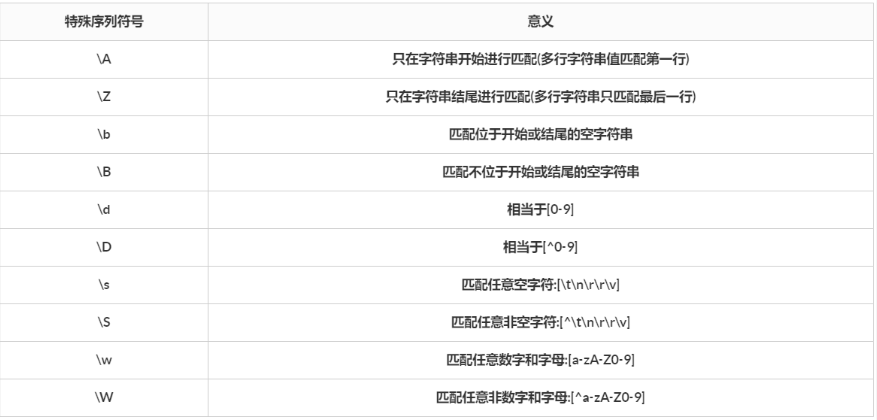 特殊序列符号 意义
\A 只在字符串开始进行匹配(多行字符串值匹配第一行)
\Z 只在字符串结尾进行匹配(多行字符串只匹配最后一行)
\b 匹配位于开始或结尾的空字符串
\B 匹配不位于开始或结尾的空字符串
\d 相当于[0-9]
\D 相当于[^0-9]
\s 匹配任意空字符:[\t\n\r\r\v]
\S 匹配任意非空字符:[^\t\n\r\r\v]
\w 匹配任意数字和字母:[a-zA-Z0-9]
\W 匹配任意非数字和字母:[^a-zA-Z0-9]